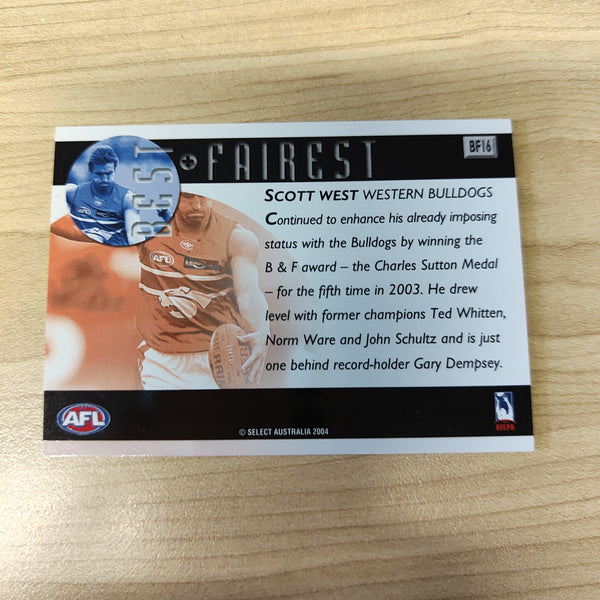 BEST + FAIREST
BF16
SCOTT WEST WESTERN BULLDOGS
Continued to enhance his already imposing
status with the Bulldogs by winning the
B & F award – the Charles Sutton Medal
– for the fifth time in 2003. He drew
level with former champions Ted Whitten,
Norm Ware and John Schultz and is just
one behind record-holder Gary Dempsey.
AFL
AFL
AFL
© SELECT AUSTRALIA 2004
AFLPA